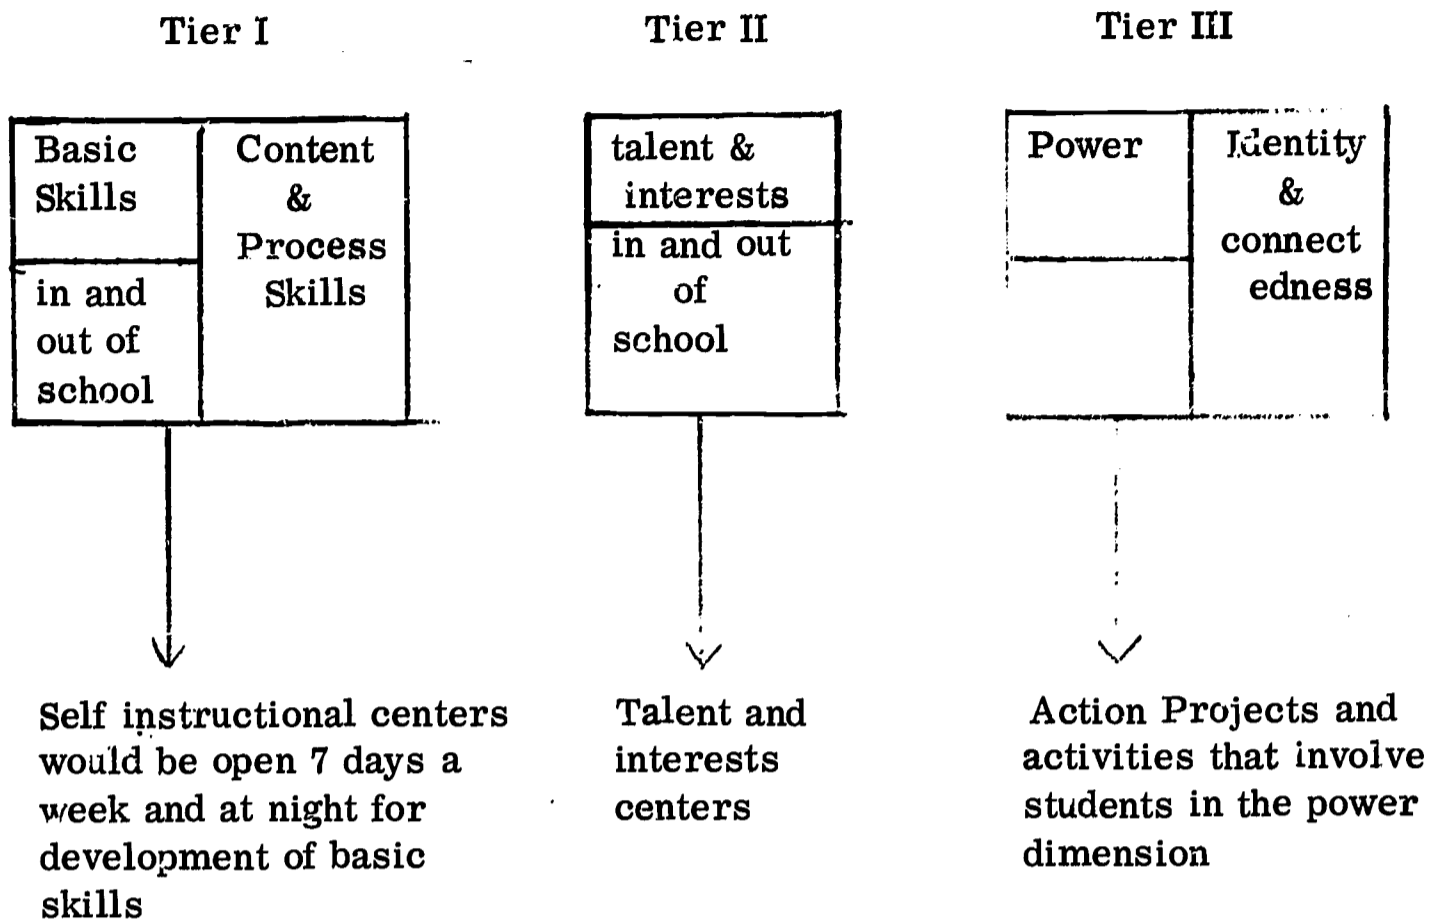 Tier I
Tier II
Tier III
Basic
Skills
in and
out of
school
Content
&
Process
Skills
talent &
interests
in and out
of
school
Power
Identity
&
connect
edness
Self instructional centers
would be open 7 days a
week and at night for
development of basic
skills
Talent and
interests
centers
Action Projects and
activities that involve
students in the power
dimension